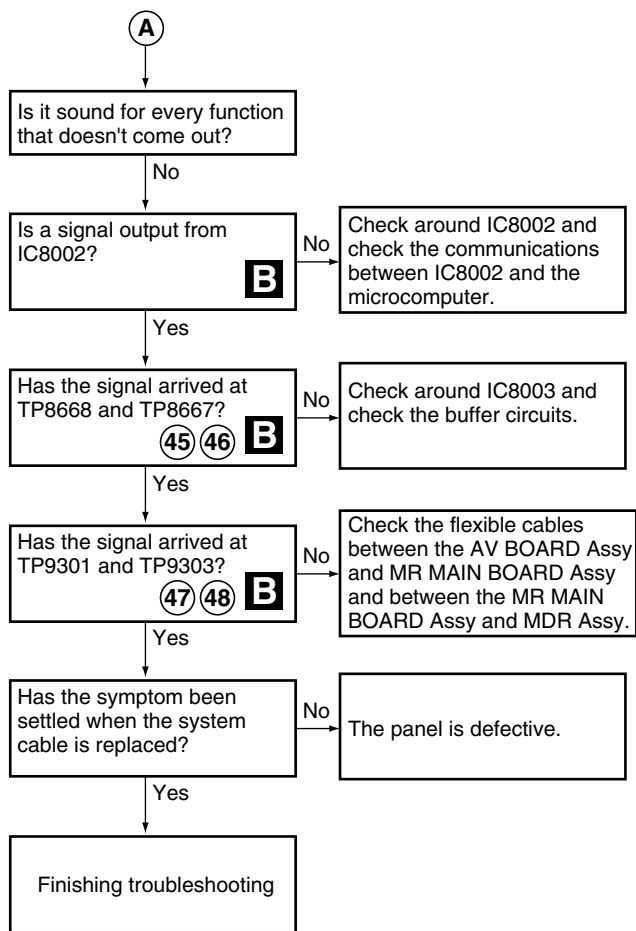 A
Is it sound for every function
that doesn't come out?
No
Is a signal output from
IC8002?
B
No
Check around IC8002 and
check the communications
between IC8002 and the
microcomputer.
Yes
Has the signal arrived at
TP8668 and TP8667?
45 46 B
No
Check around IC8003 and
check the buffer circuits.
Yes
Has the signal arrived at
TP9301 and TP9303?
47 48 B
No
Check the flexible cables
between the AV BOARD Assy
and MR MAIN BOARD Assy
and between the MR MAIN
BOARD Assy and MDR Assy.
Yes
Has the symptom been
settled when the system
cable is replaced?
No
The panel is defective.
Yes
Finishing troubleshooting